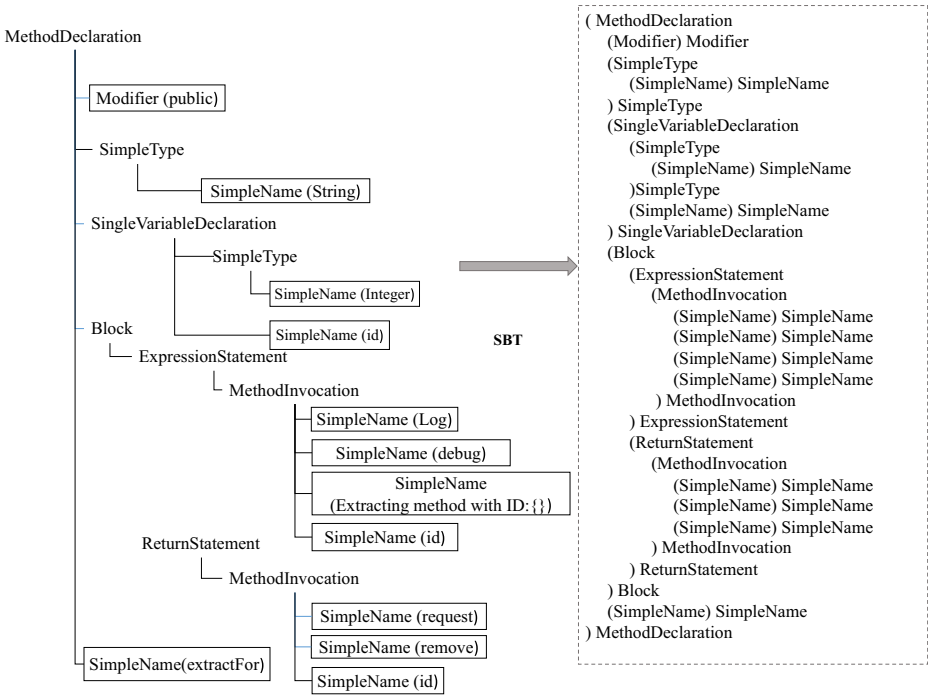 MethodDeclaration
Modifier (public)
SimpleType
SimpleName (String)
SingleVariableDeclaration
SimpleType
SimpleName (Integer)
SimpleName (id)
Block
ExpressionStatement
MethodInvocation
SimpleName (Log)
SimpleName (debug)
SimpleName
(Extracting method with ID:{})
SimpleName (id)
ReturnStatement
MethodInvocation
SimpleName (request)
SimpleName (remove)
SimpleName (id)
SimpleName(extractFor)
SBT
( MethodDeclaration
(Modifier) Modifier
(SimpleType
(SimpleName) SimpleName
) SimpleType
(SingleVariableDeclaration
(SimpleType
(SimpleName) SimpleName
)SimpleType
(SimpleName) SimpleName
) SingleVariableDeclaration
(Block
(ExpressionStatement
(MethodInvocation
(SimpleName) SimpleName
(SimpleName) SimpleName
(SimpleName) SimpleName
(SimpleName) SimpleName
) MethodInvocation
) ExpressionStatement
(ReturnStatement
(MethodInvocation
(SimpleName) SimpleName
(SimpleName) SimpleName
(SimpleName) SimpleName
) MethodInvocation
) ReturnStatement
) Block
(SimpleName) SimpleName
) MethodDeclaration